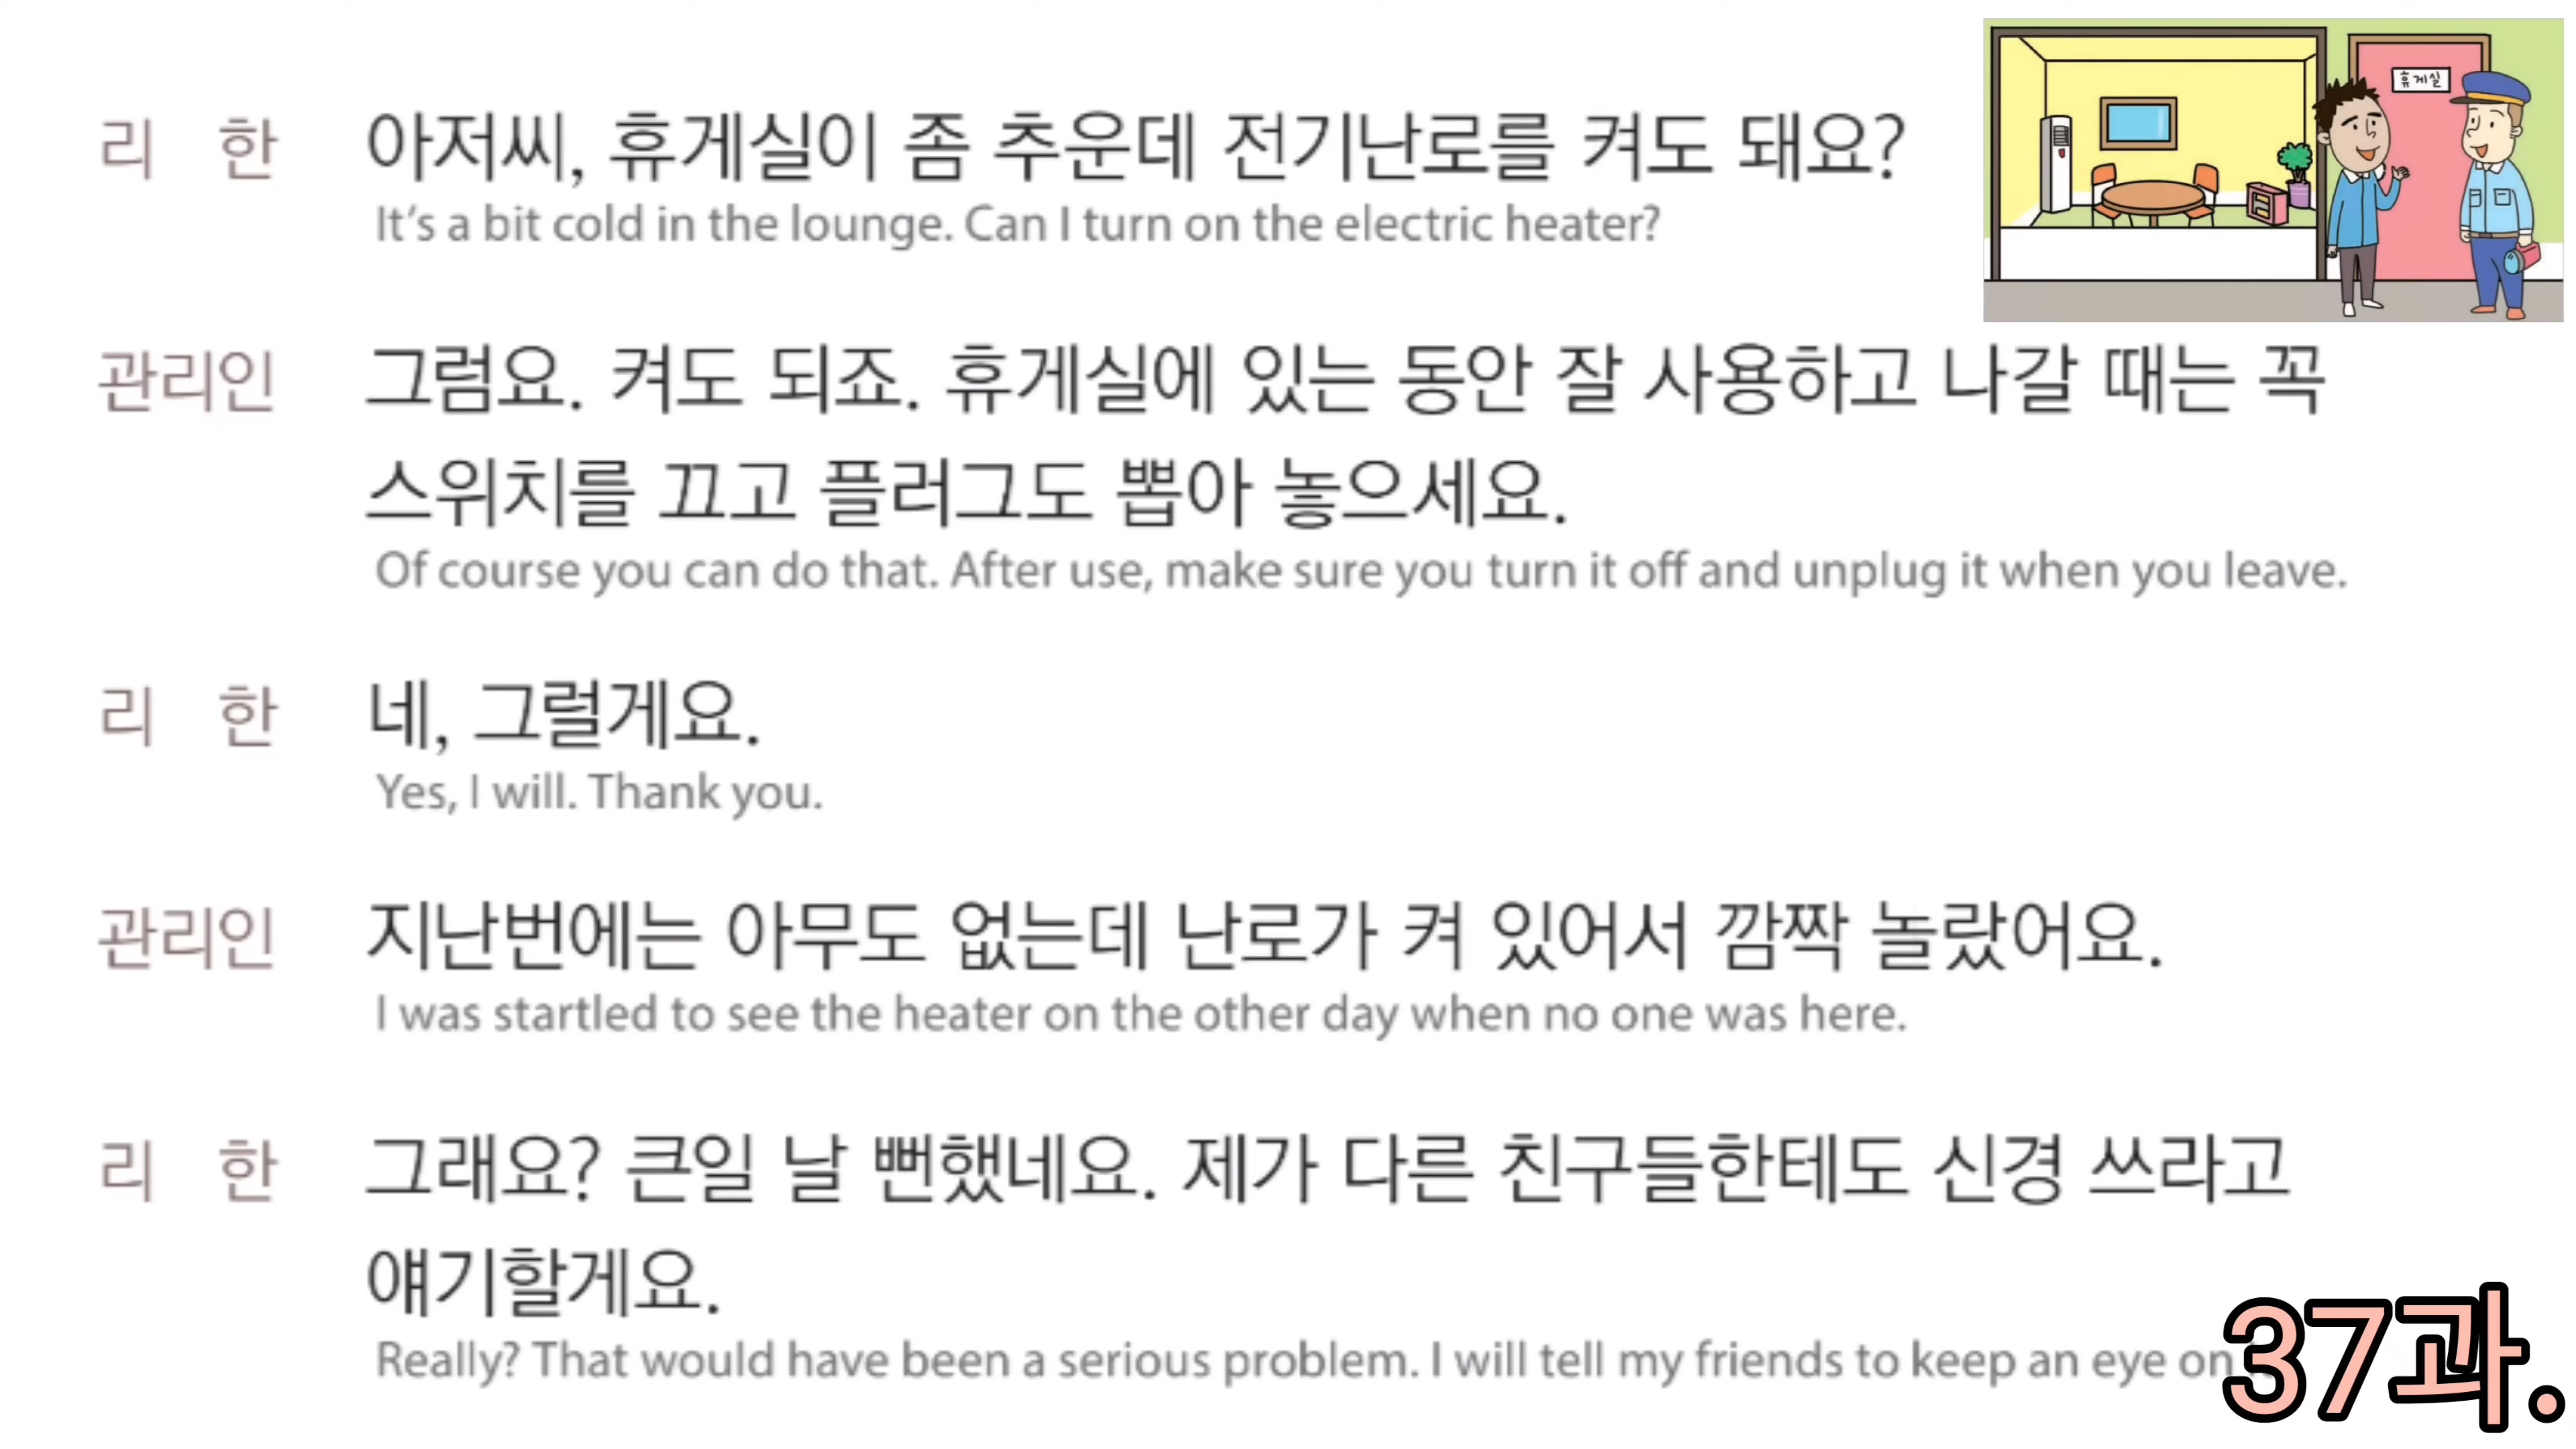 휴게실
리 한 아저씨, 휴게실이 좀 추운데 전기난로를 켜도 돼요?
It's a bit cold in the lounge. Can I turn on the electric heater?
관리인 그럼요. 켜도 되죠. 휴게실에 있는 동안 잘 사용하고 나갈 때는 꼭
스위치를 끄고 플러그도 뽑아 놓으세요.
Of course you can do that. After use, make sure you turn it off and unplug it when you leave.
리 한 네, 그럴게요.
Yes, I will. Thank you.
관리인 지난번에는 아무도 없는데 난로가 켜 있어서 깜짝 놀랐어요.
I was startled to see the heater on the other day when no one was here.
리 한 그래요? 큰일 날 뻔했네요. 제가 다른 친구들한테도 신경 쓰라고
얘기할게요.
Really? That would have been a serious problem. I will tell my friends to keep an eye on
37과.